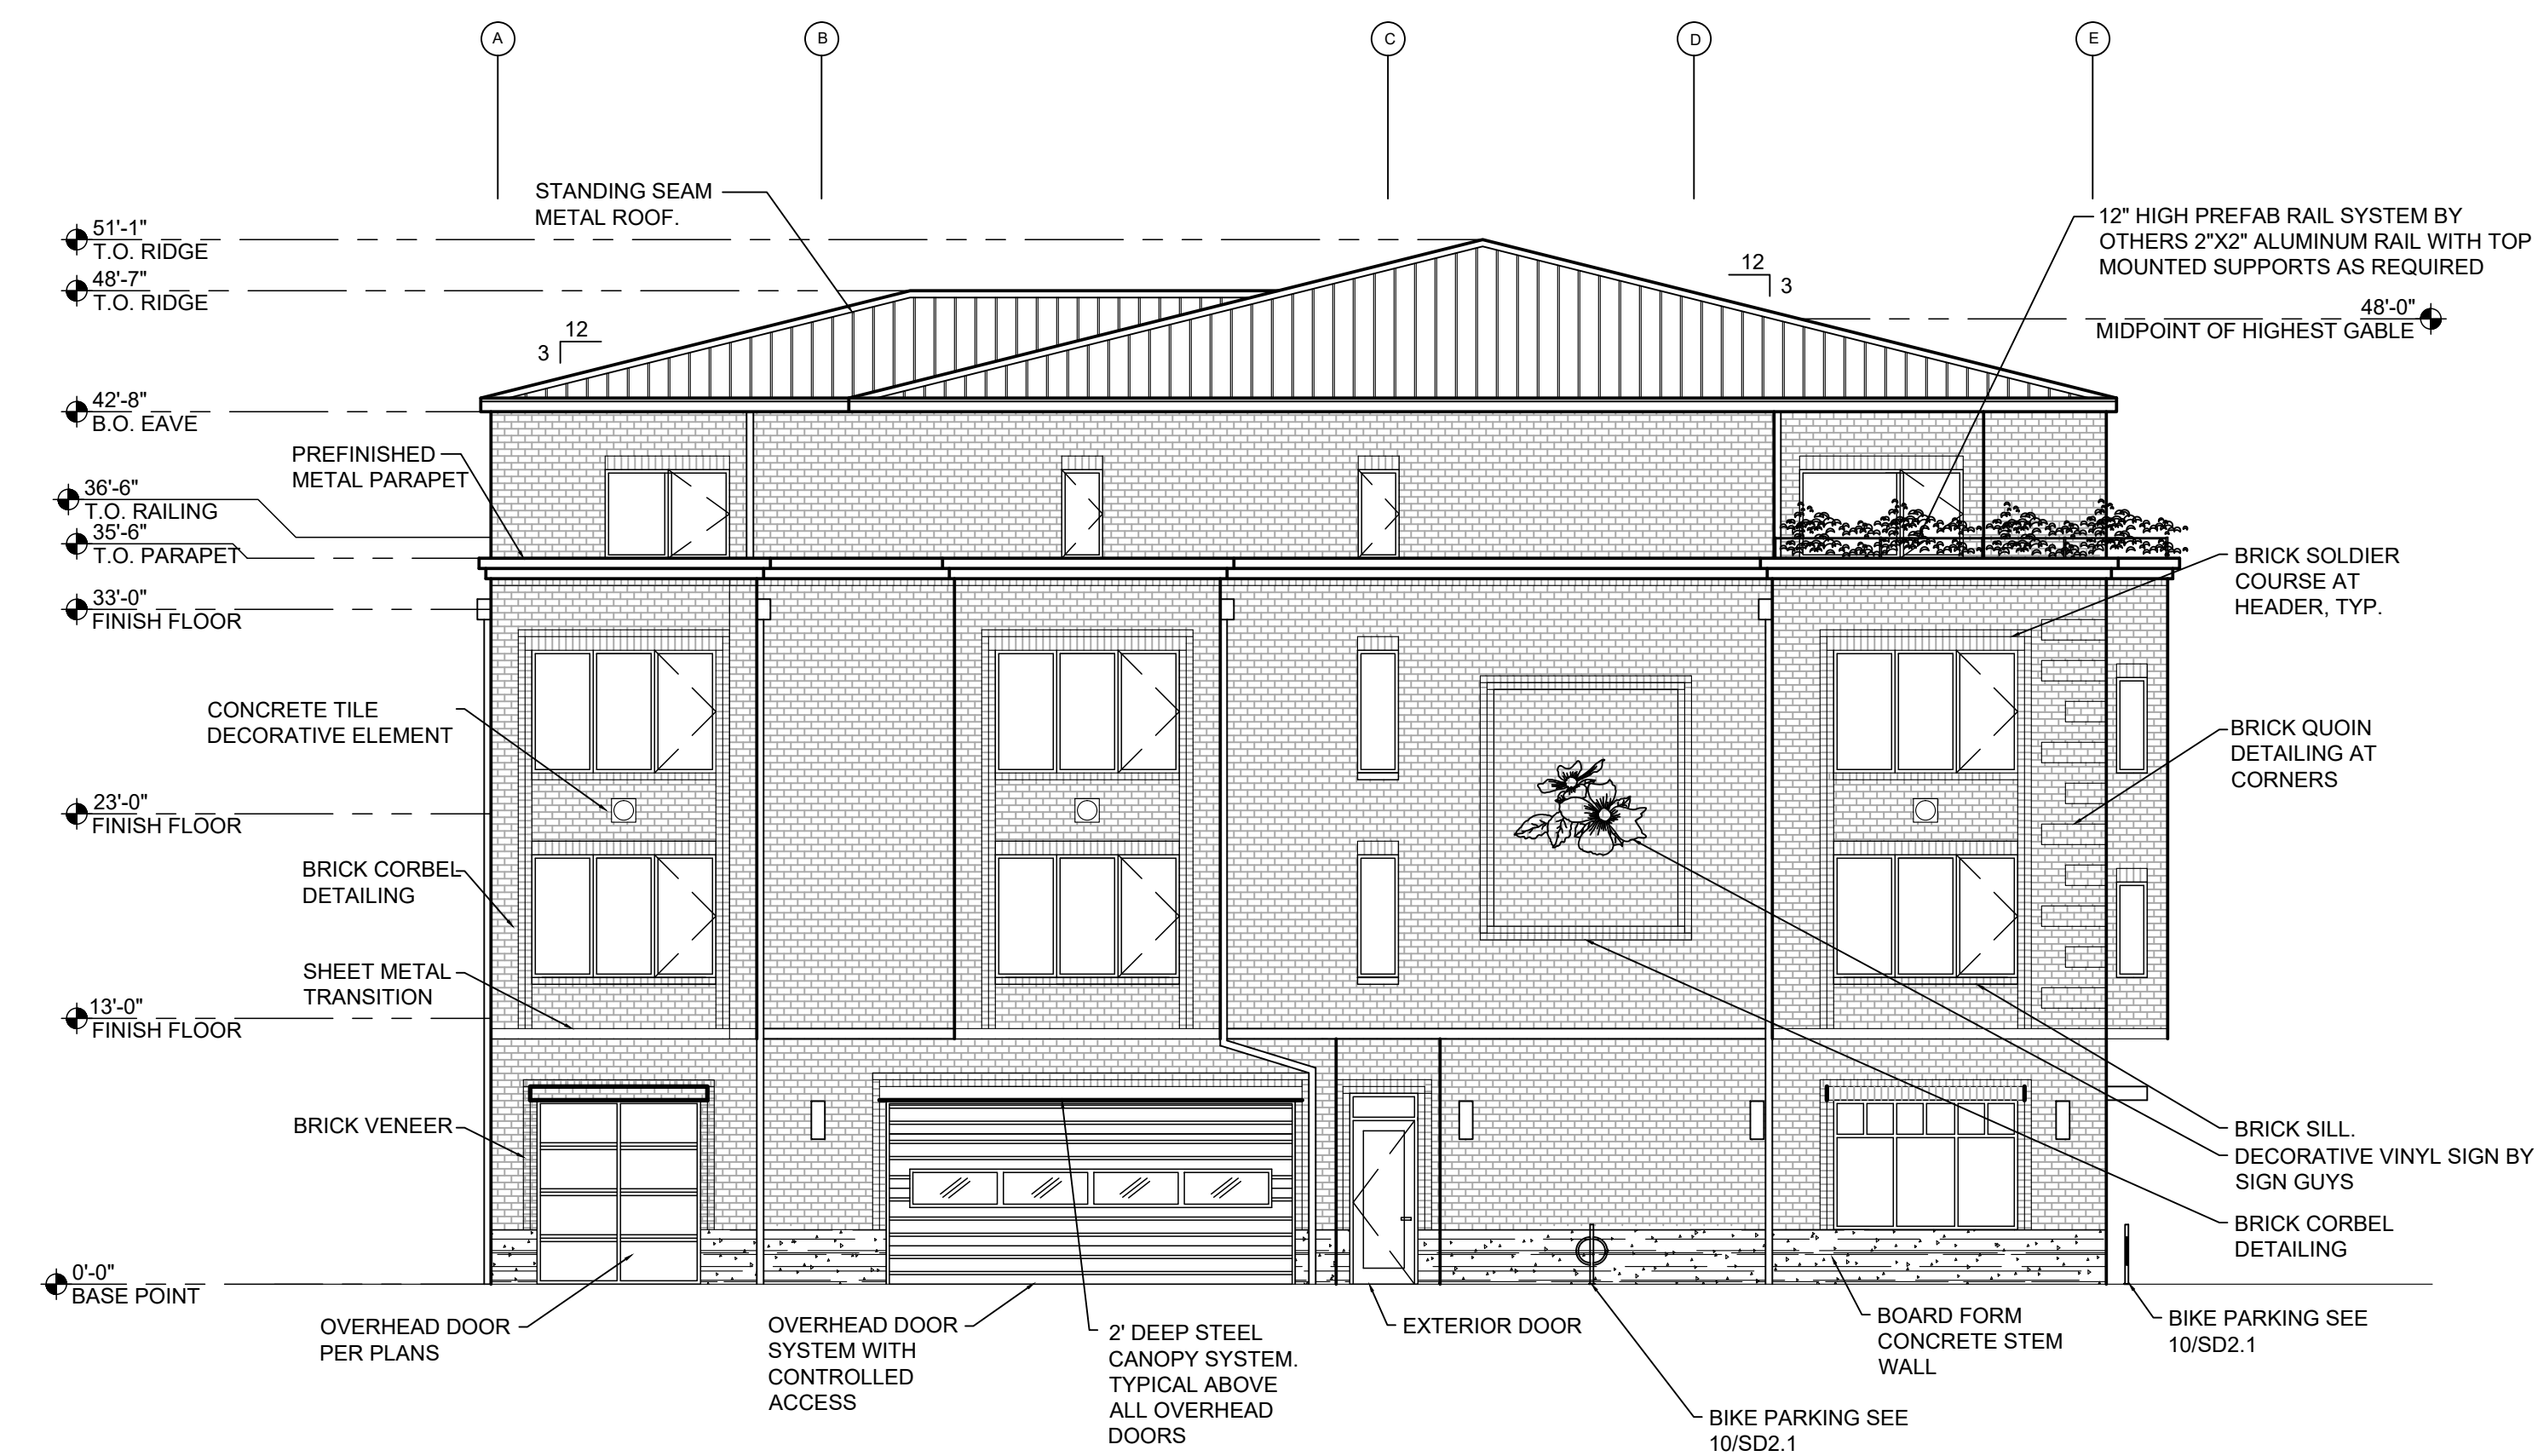 A
B
C
D
E
STANDING SEAM
METAL ROOF.
12" HIGH PREFAB RAIL SYSTEM BY
OTHERS 2"X2" ALUMINUM RAIL WITH TOP
MOUNTED SUPPORTS AS REQUIRED
51'-1"
T.O. RIDGE
48'-7"
T.O. RIDGE
12
3
12
3
48'-0"
MIDPOINT OF HIGHEST GABLE
42'-8"
B.O. EAVE
PREFINISHED
METAL PARAPET
36'-6"
T.O. RAILING
35'-6"
T.O. PARAPET
33'-0"
FINISH FLOOR
BRICK SOLDIER
COURSE AT
HEADER, TYP.
CONCRETE TILE
DECORATIVE ELEMENT
BRICK QUOIN
DETAILING AT
CORNERS
23'-0"
FINISH FLOOR
BRICK CORBEL
DETAILING
SHEET METAL
TRANSITION
13'-0"
FINISH FLOOR
BRICK VENEER
BRICK SILL.
DECORATIVE VINYL SIGN BY
SIGN GUYS
BRICK CORBEL
DETAILING
0'-0"
BASE POINT
OVERHEAD DOOR
PER PLANS
OVERHEAD DOOR
SYSTEM WITH
CONTROLLED
ACCESS
2' DEEP STEEL
CANOPY SYSTEM.
TYPICAL ABOVE
ALL OVERHEAD
DOORS
EXTERIOR DOOR
BIKE PARKING SEE
10/SD2.1
BOARD FORM
CONCRETE STEM
WALL
BIKE PARKING SEE
10/SD2.1